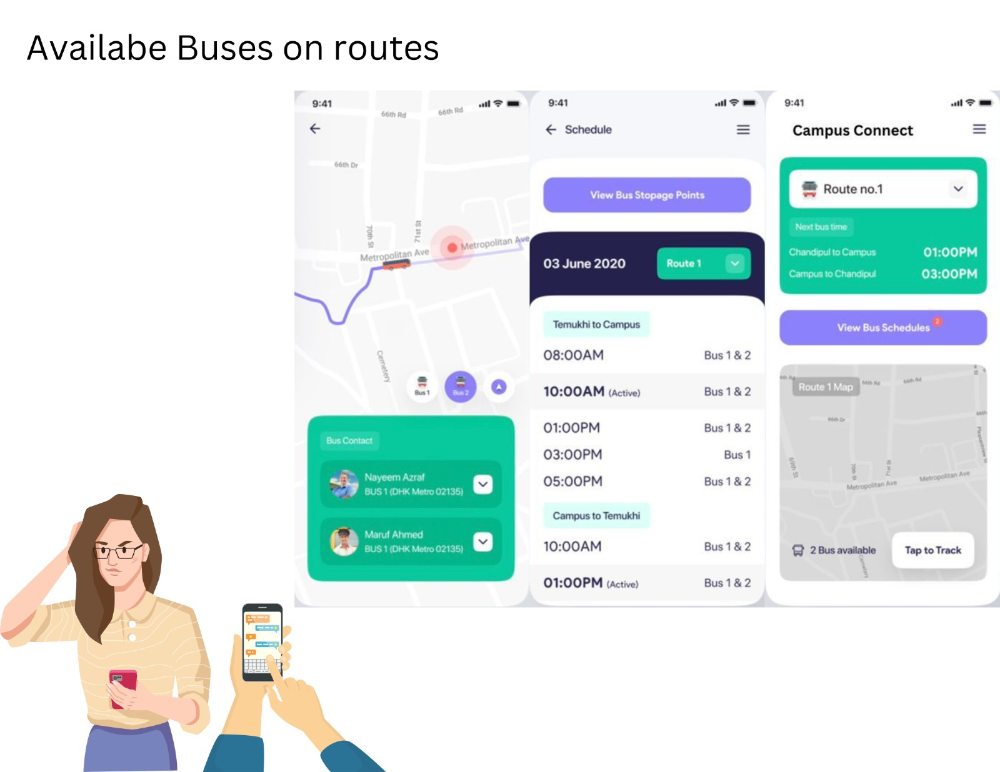 Availabe Buses on routes
9:41
66th Rd
66th Rd
66th Dr
70th St
71st St
Metropolitan Ave
Metropolitan Ave
Cemetery
Bus 1
Bus 2
Bus Contact
Nayeem Azraf
BUS 1 (DHK Metro 02135)
Maruf Ahmed
BUS 1 (DHK Metro 02135)
9:41
Schedule
View Bus Stopage Points
03 June 2020
Route 1
Temukhi to Campus
08:00AM Bus 1 & 2
10:00AM (Active) Bus 1 & 2
01:00PM Bus 1 & 2
03:00PM Bus 1
05:00PM Bus 1 & 2
Campus to Temukhi
10:00AM Bus 1 & 2
01:00PM (Active) Bus 1 & 2
9:41
Campus Connect
Route no.1
Next bus time
Chandipul to Campus 01:00PM
Campus to Chandipul 03:00PM
View Bus Schedules 2
6th Rd
Route 1 Map
66th Rd
66th Rd
66th Dr
66th
69th St
70th St
71st St
Metropolitan Ave
Metropolitan Ave
2 Bus available
Tap to Track
Cemetery